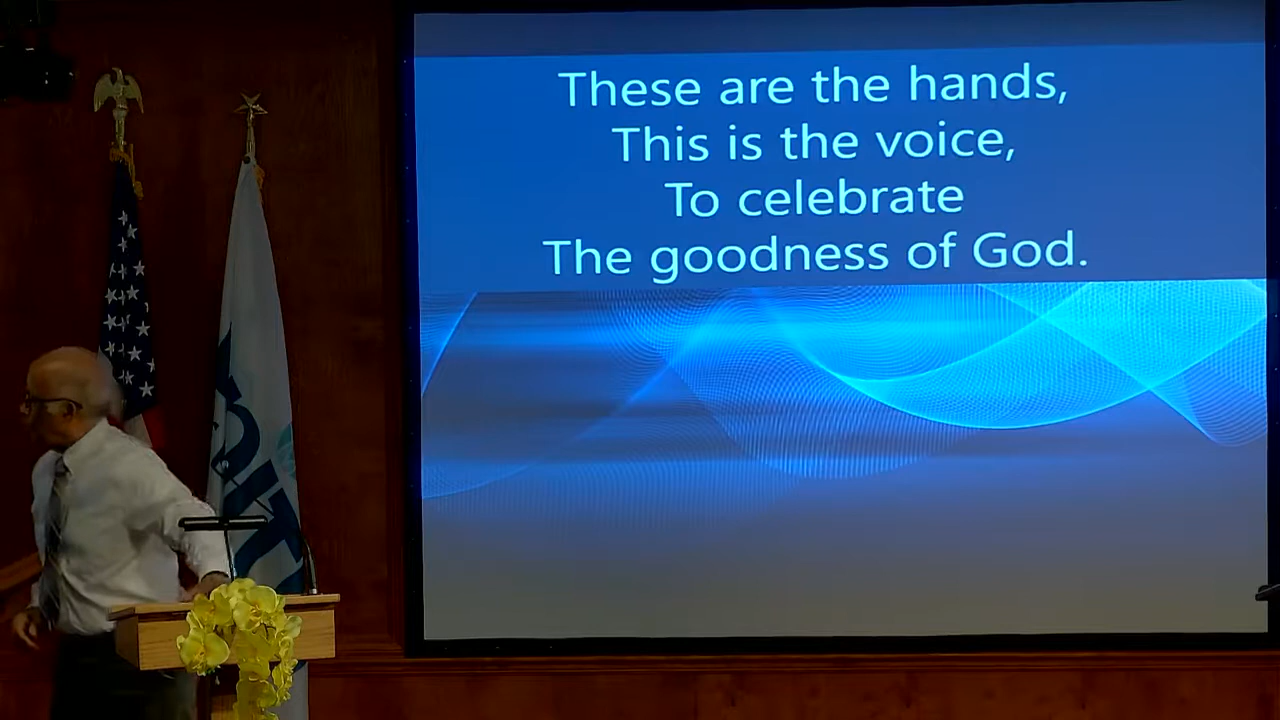 These are the hands,
This is the voice,
To celebrate
The goodness of God.